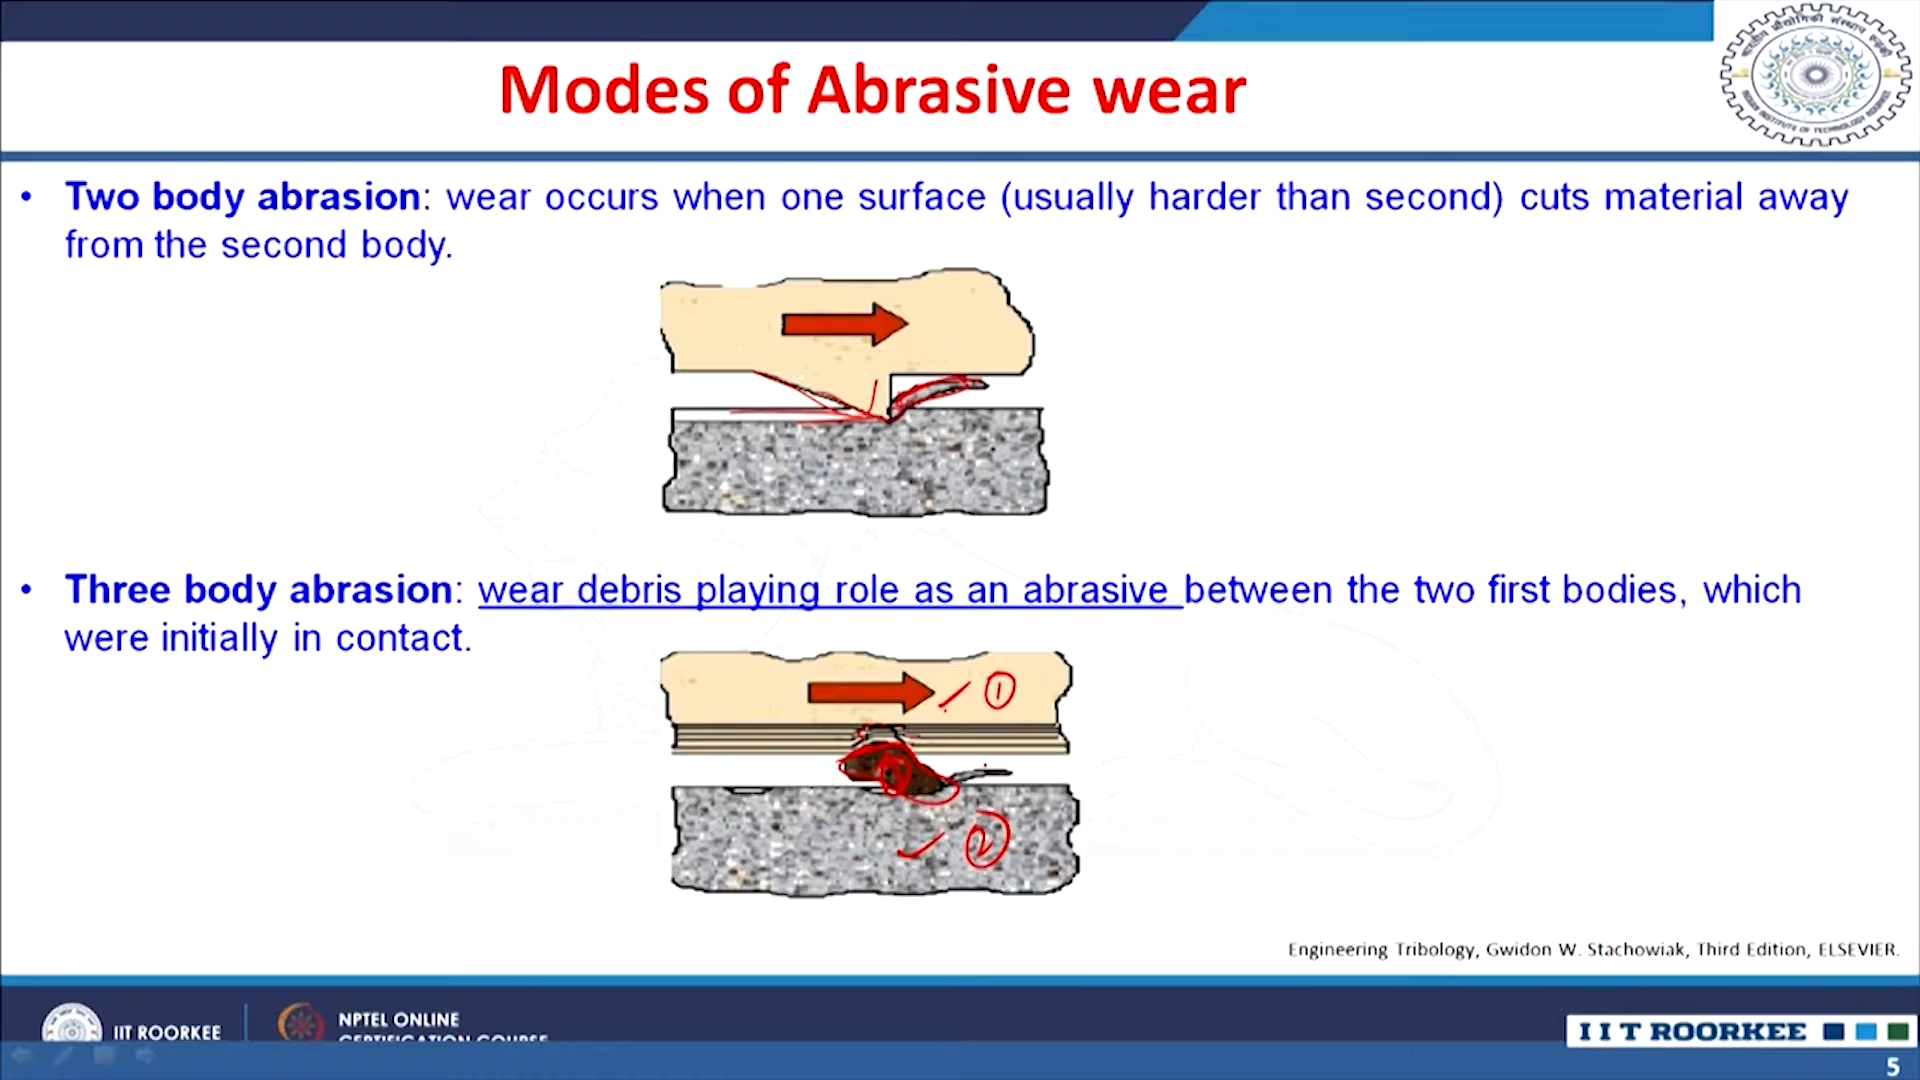 Modes of Abrasive wear
• Two body abrasion: wear occurs when one surface (usually harder than second) cuts material away
from the second body.
• Three body abrasion: wear debris playing role as an abrasive between the two first bodies, which
were initially in contact.
1
2
Engineering Tribology, Gwidon W. Stachowiak, Third Edition, ELSEVIER.
IIT ROORKEE
NPTEL ONLINE
CERTIFICATION COURSE
IIT ROORKEE
5